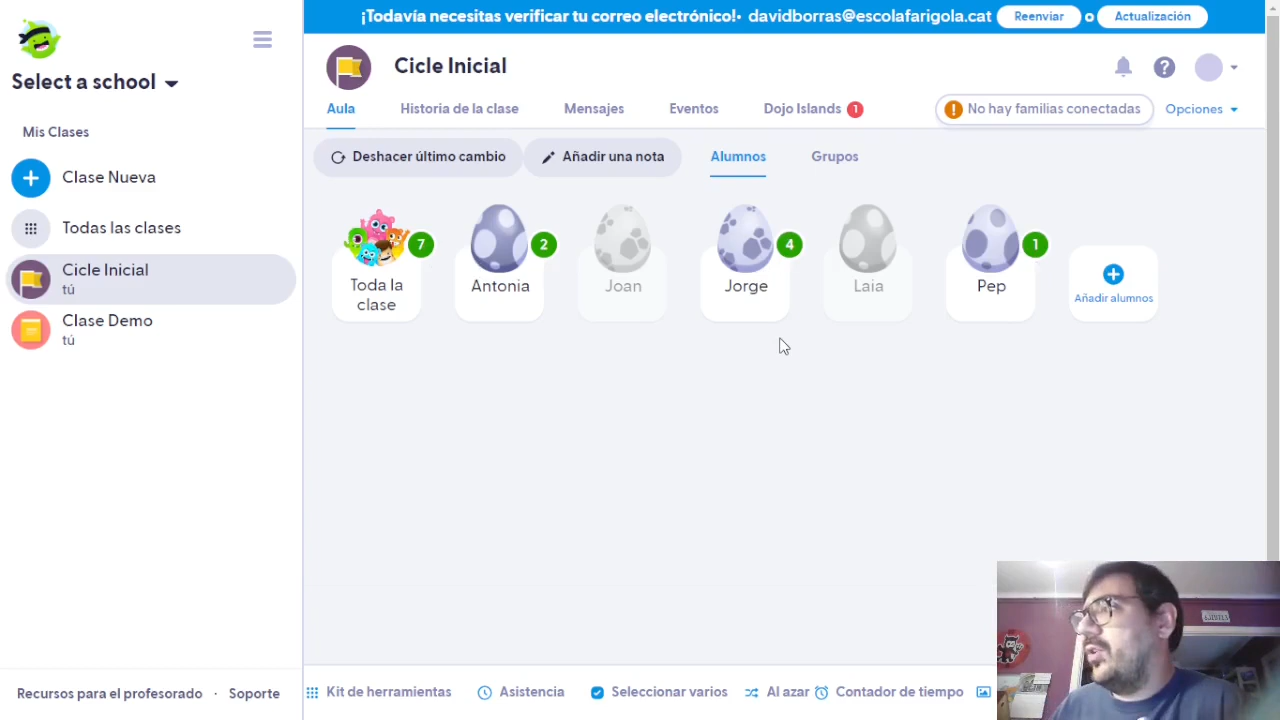 ¡Todavía necesitas verificar tu correo electrónico!• davidborras@escolafarigola.cat Reenviar o Actualización
Select a school
Mis Clases
Clase Nueva
Todas las clases
Cicle Inicial
tú
Clase Demo
tú
Recursos para el profesorado · Soporte
Cicle Inicial
Aula Historia de la clase Mensajes Eventos Dojo Islands 1 No hay familias conectadas Opciones
Deshacer último cambio Añadir una nota Alumnos Grupos
7 2 4 1
Toda la clase Antonia Joan Jorge Laia Pep Añadir alumnos
Kit de herramientas Asistencia Seleccionar varios Al azar Contador de tiempo